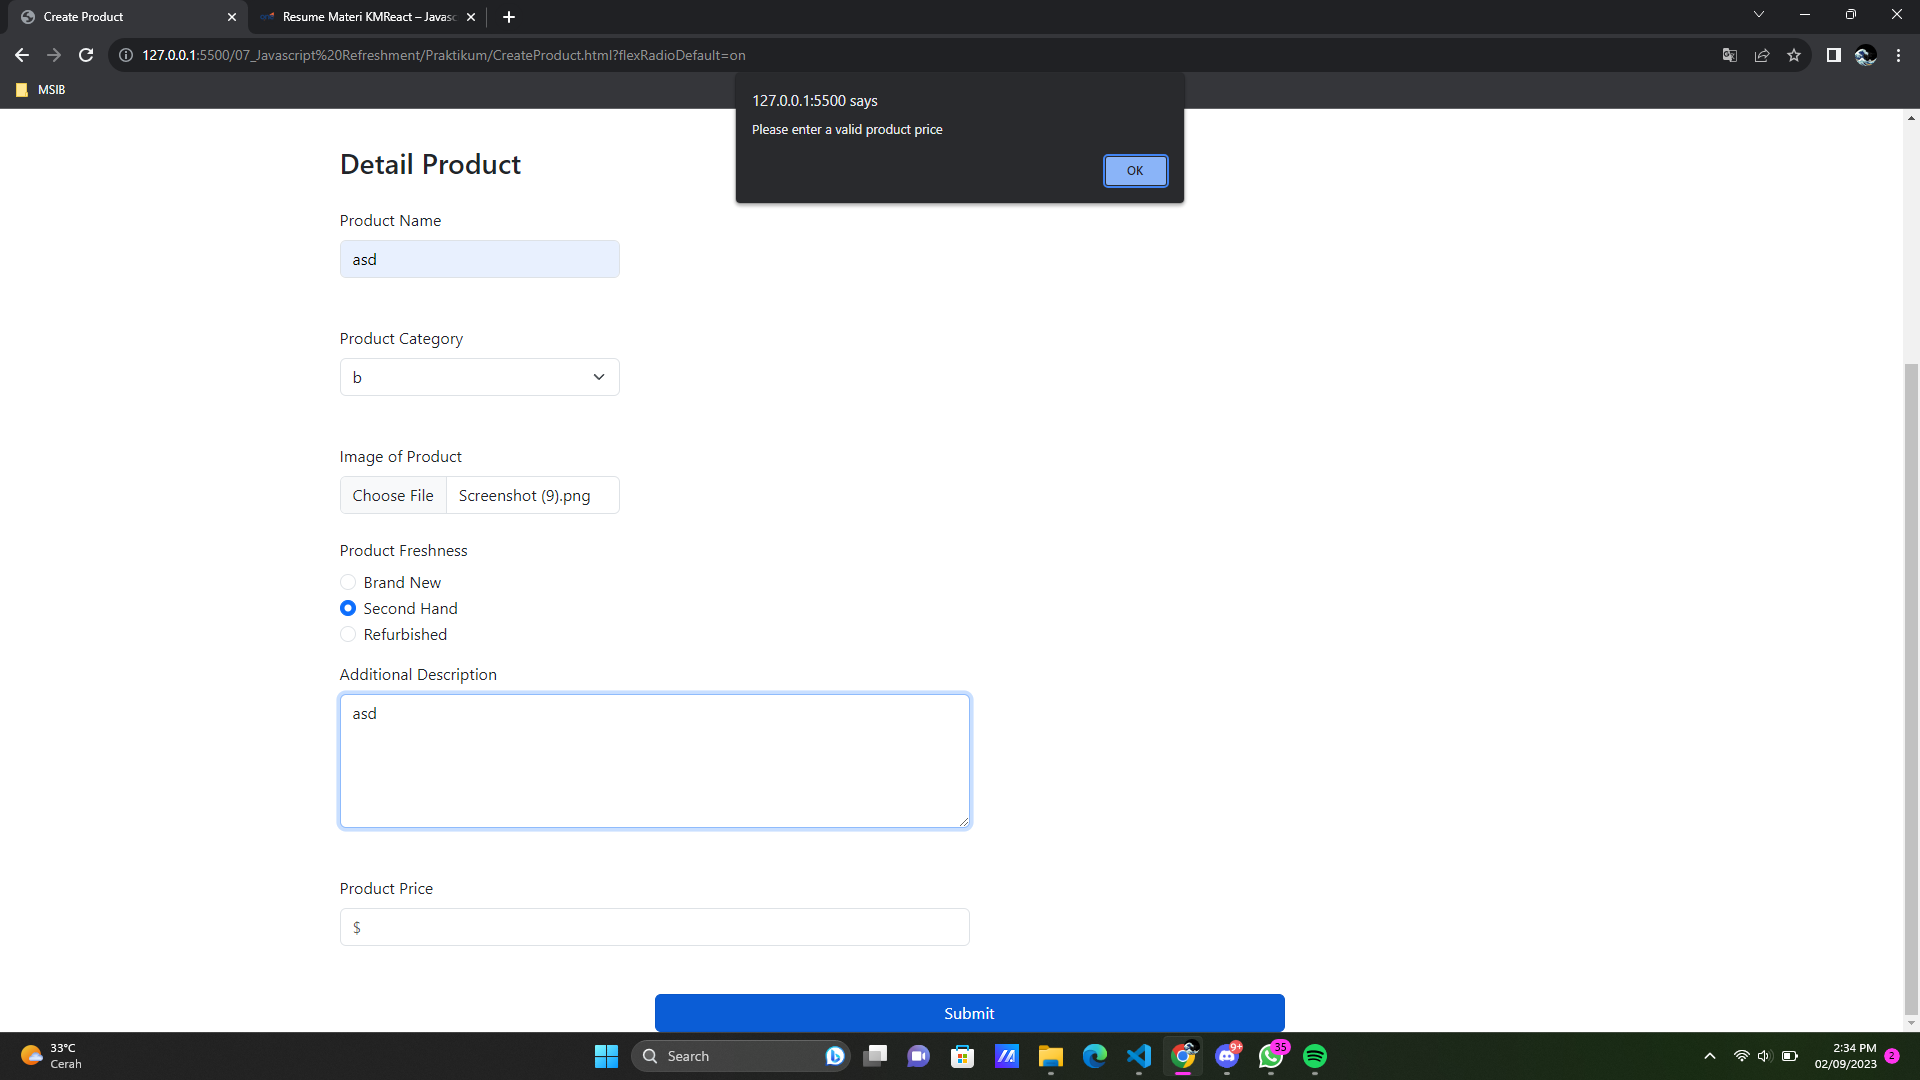 Create Product
Resume Materi KMReact – Javasc
127.0.0.1:5500/07_Javascript%20Refreshment/Praktikum/CreateProduct.html?flexRadioDefault=on
MSIB
127.0.0.1:5500 says
Please enter a valid product price
OK
Detail Product
Product Name
asd
Product Category
b
Image of Product
Choose File Screenshot (9).png
Product Freshness
Brand New
Second Hand
Refurbished
Additional Description
asd
Product Price
$
Submit
33°C
Cerah
Search
9+
35
2:34 PM
02/09/2023
2